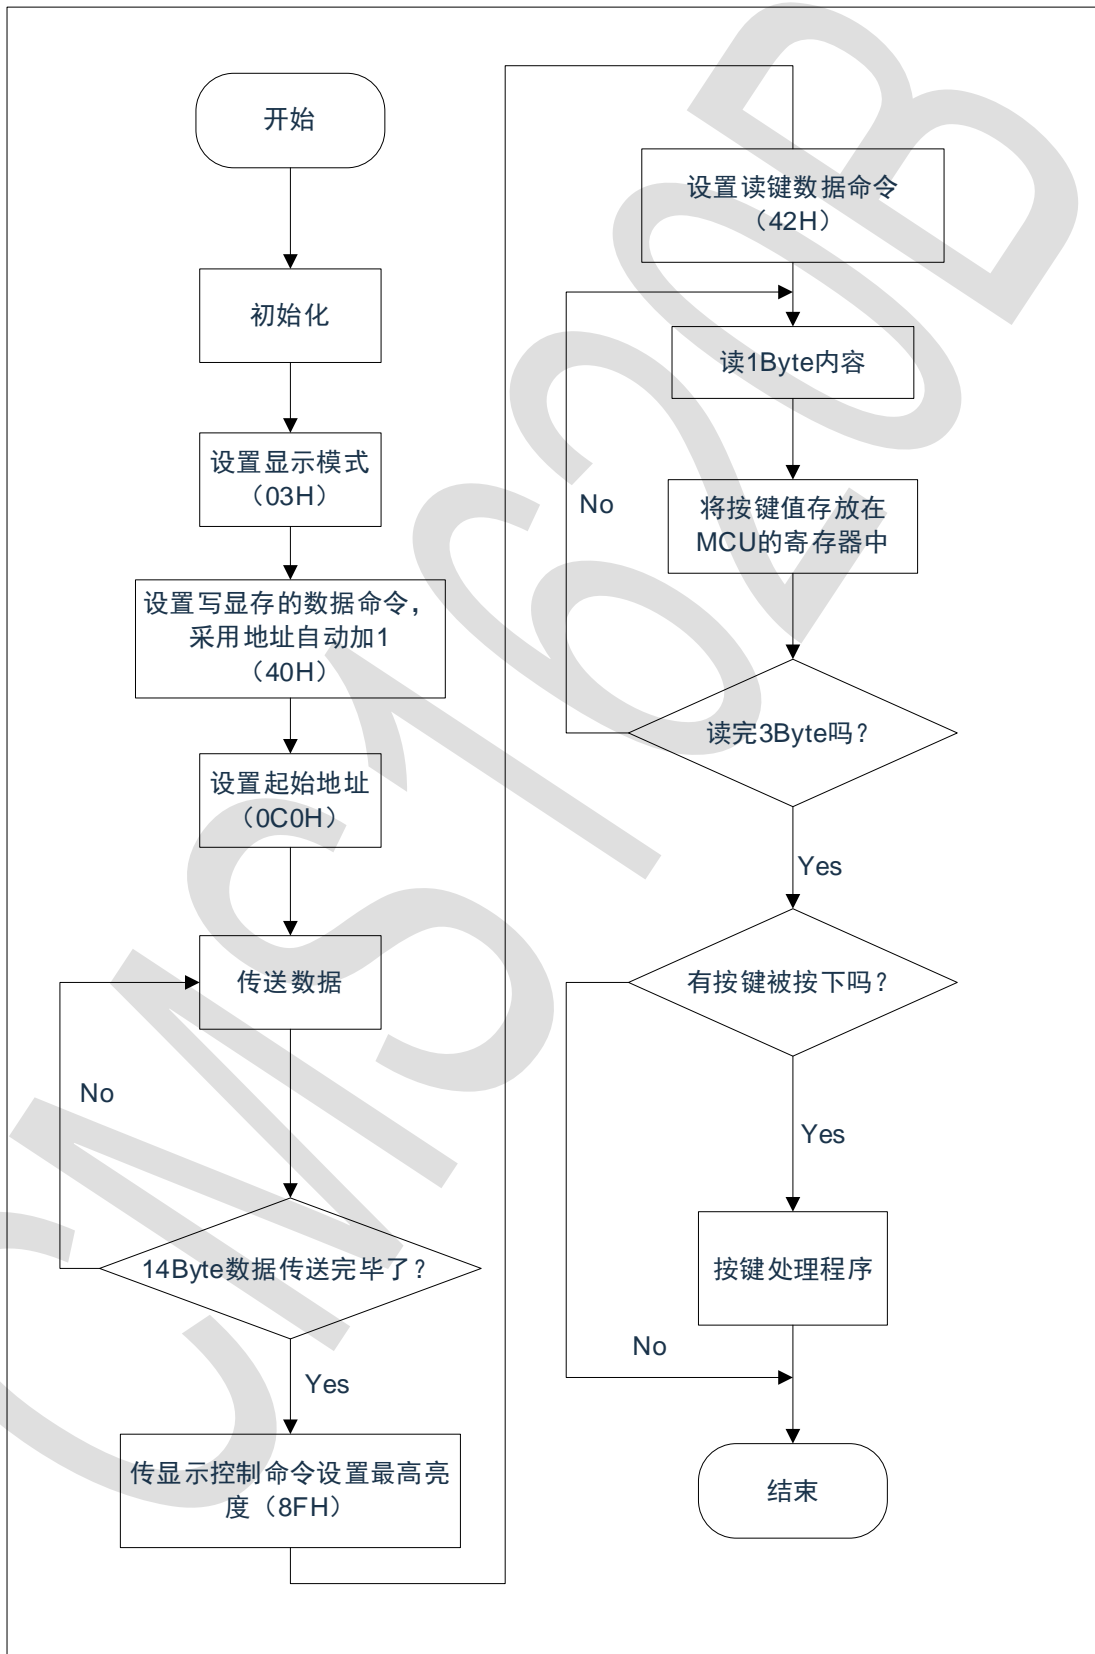 开始
初始化
设置显示模式
（03H）
设置写显存的数据命令，
采用地址自动加1
（40H）
设置起始地址
（0C0H）
传送数据
No
14Byte数据传送完毕了？
Yes
传显示控制命令设置最高亮
度（8FH）
设置读键数据命令
（42H）
读1Byte内容
No
将按键值存放在
MCU的寄存器中
读完3Byte吗？
Yes
有按键被按下吗？
Yes
按键处理程序
No
结束
CMS1620B